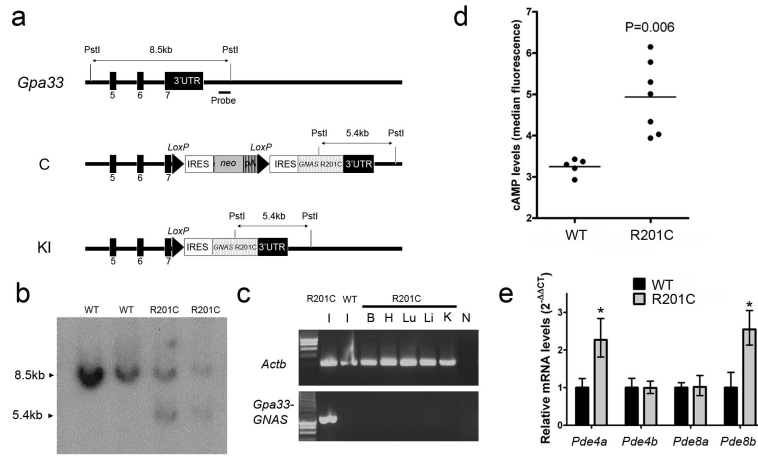 a
PstI 8.5kb PstI
Gpa33
3'UTR
5 6 7
Probe
LoxP LoxP PstI 5.4kb PstI
C
IRES neo pA IRES GNAS R201C 3'UTR
5 6 7
LoxP PstI 5.4kb PstI
KI
IRES GNAS R201C 3'UTR
5 6 7
b
WT WT R201C R201C
8.5kb
5.4kb
c
R201C WT R201C
I I B H Lu Li K N
Actb
Gpa33-
GNAS
d
P=0.006
cAMP levels (median fluorescence)
7
6
5
4
3
2
WT R201C
e
WT
R201C
Relative mRNA levels (2-ΔΔCT)
3
2
1
0
* *
Pde4a Pde4b Pde8a Pde8b